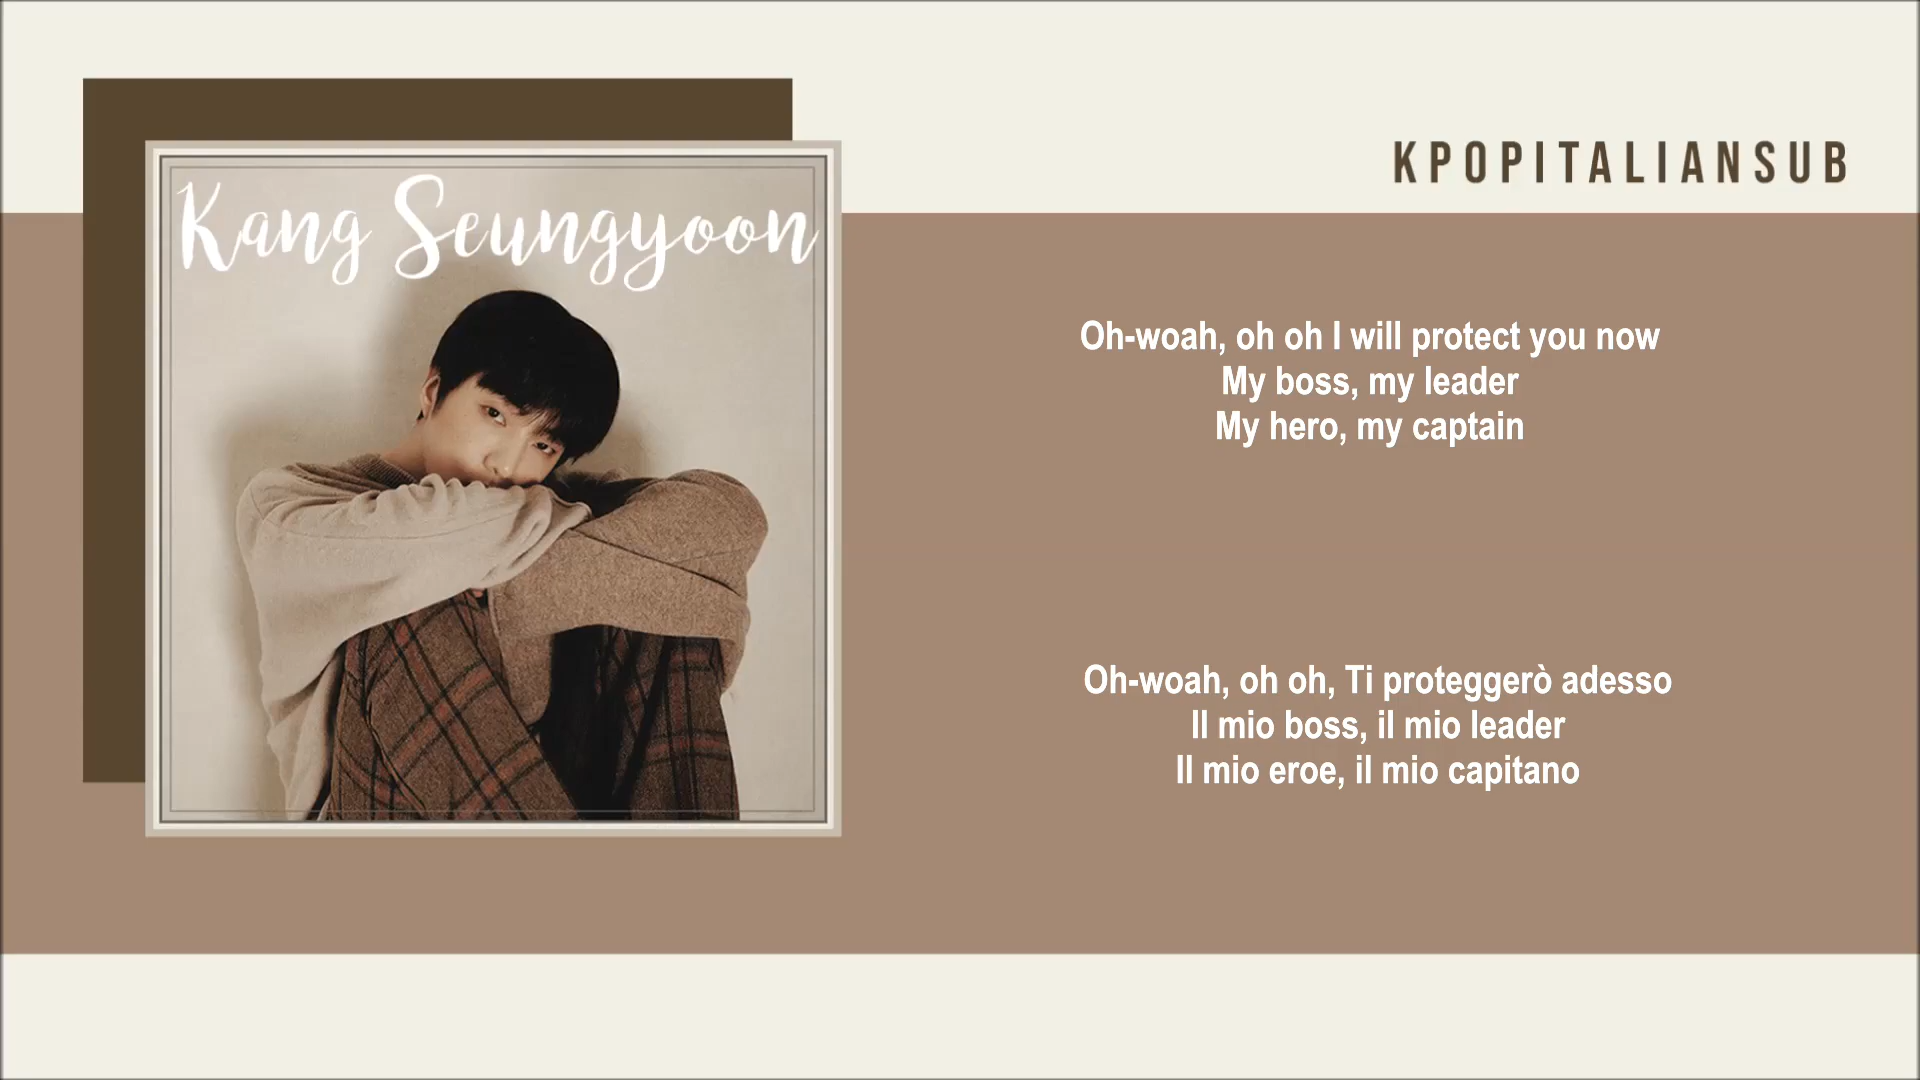 Kang Seungyoon
KPOPITALIANSUB
Oh-woah, oh oh I will protect you now
My boss, my leader
My hero, my captain
Oh-woah, oh oh, Ti proteggerò adesso
Il mio boss, il mio leader
Il mio eroe, il mio capitano